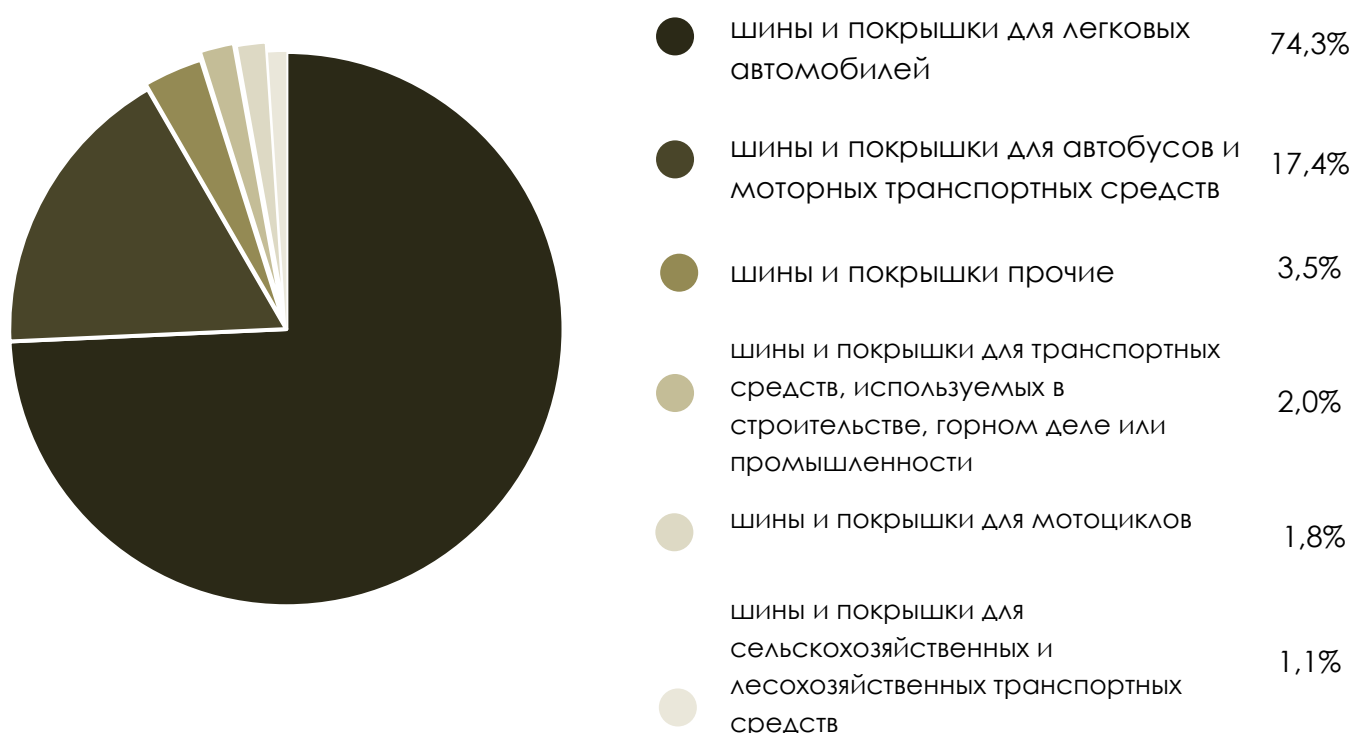 шины и покрышки для легковых
автомобилей
74,3%
шины и покрышки для автобусов и
моторных транспортных средств
17,4%
шины и покрышки прочие
3,5%
шины и покрышки для транспортных
средств, используемых в
строительстве, горном деле или
промышленности
2,0%
шины и покрышки для мотоциклов
1,8%
шины и покрышки для
сельскохозяйственных и
лесохозяйственных транспортных
средств
1,1%